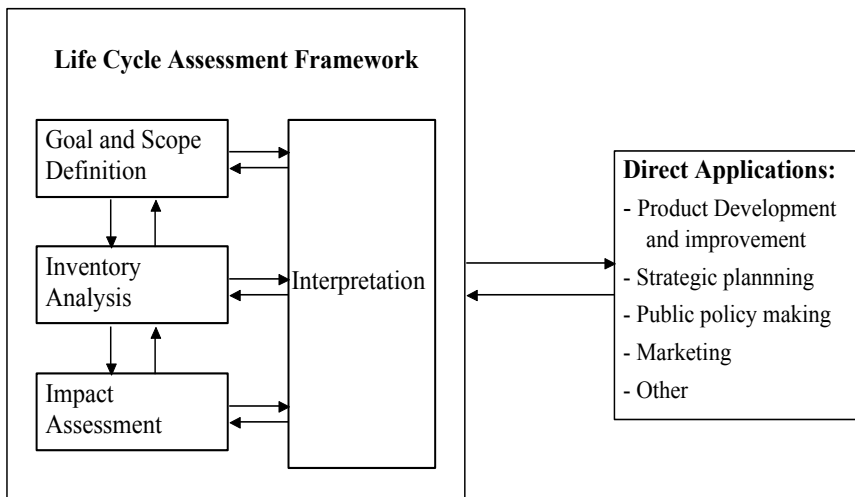 Life Cycle Assessment Framework
Goal and Scope
Definition
Inventory
Analysis
Impact
Assessment
Interpretation
Direct Applications:
- Product Development
and improvement
- Strategic plannning
- Public policy making
- Marketing
- Other